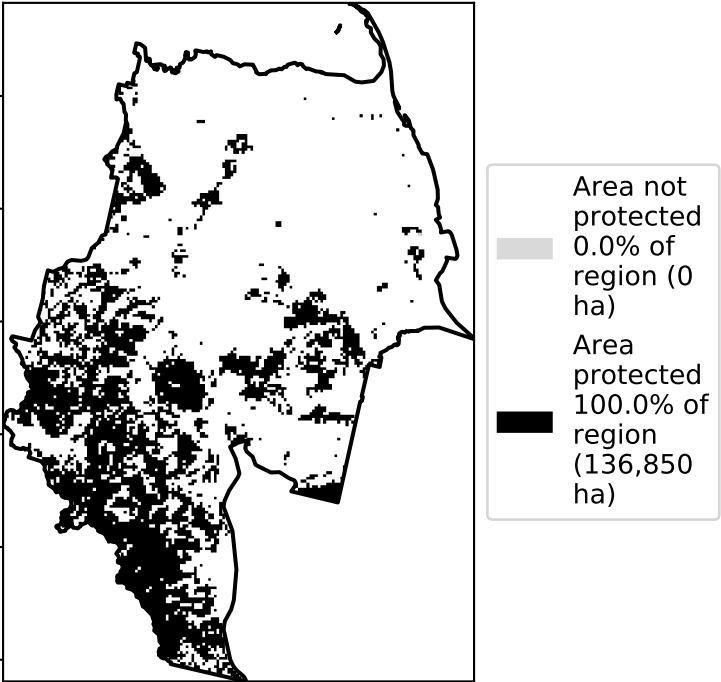 Area not
protected
0.0% of
region (0
ha)
Area
protected
100.0% of
region
(136,850
ha)